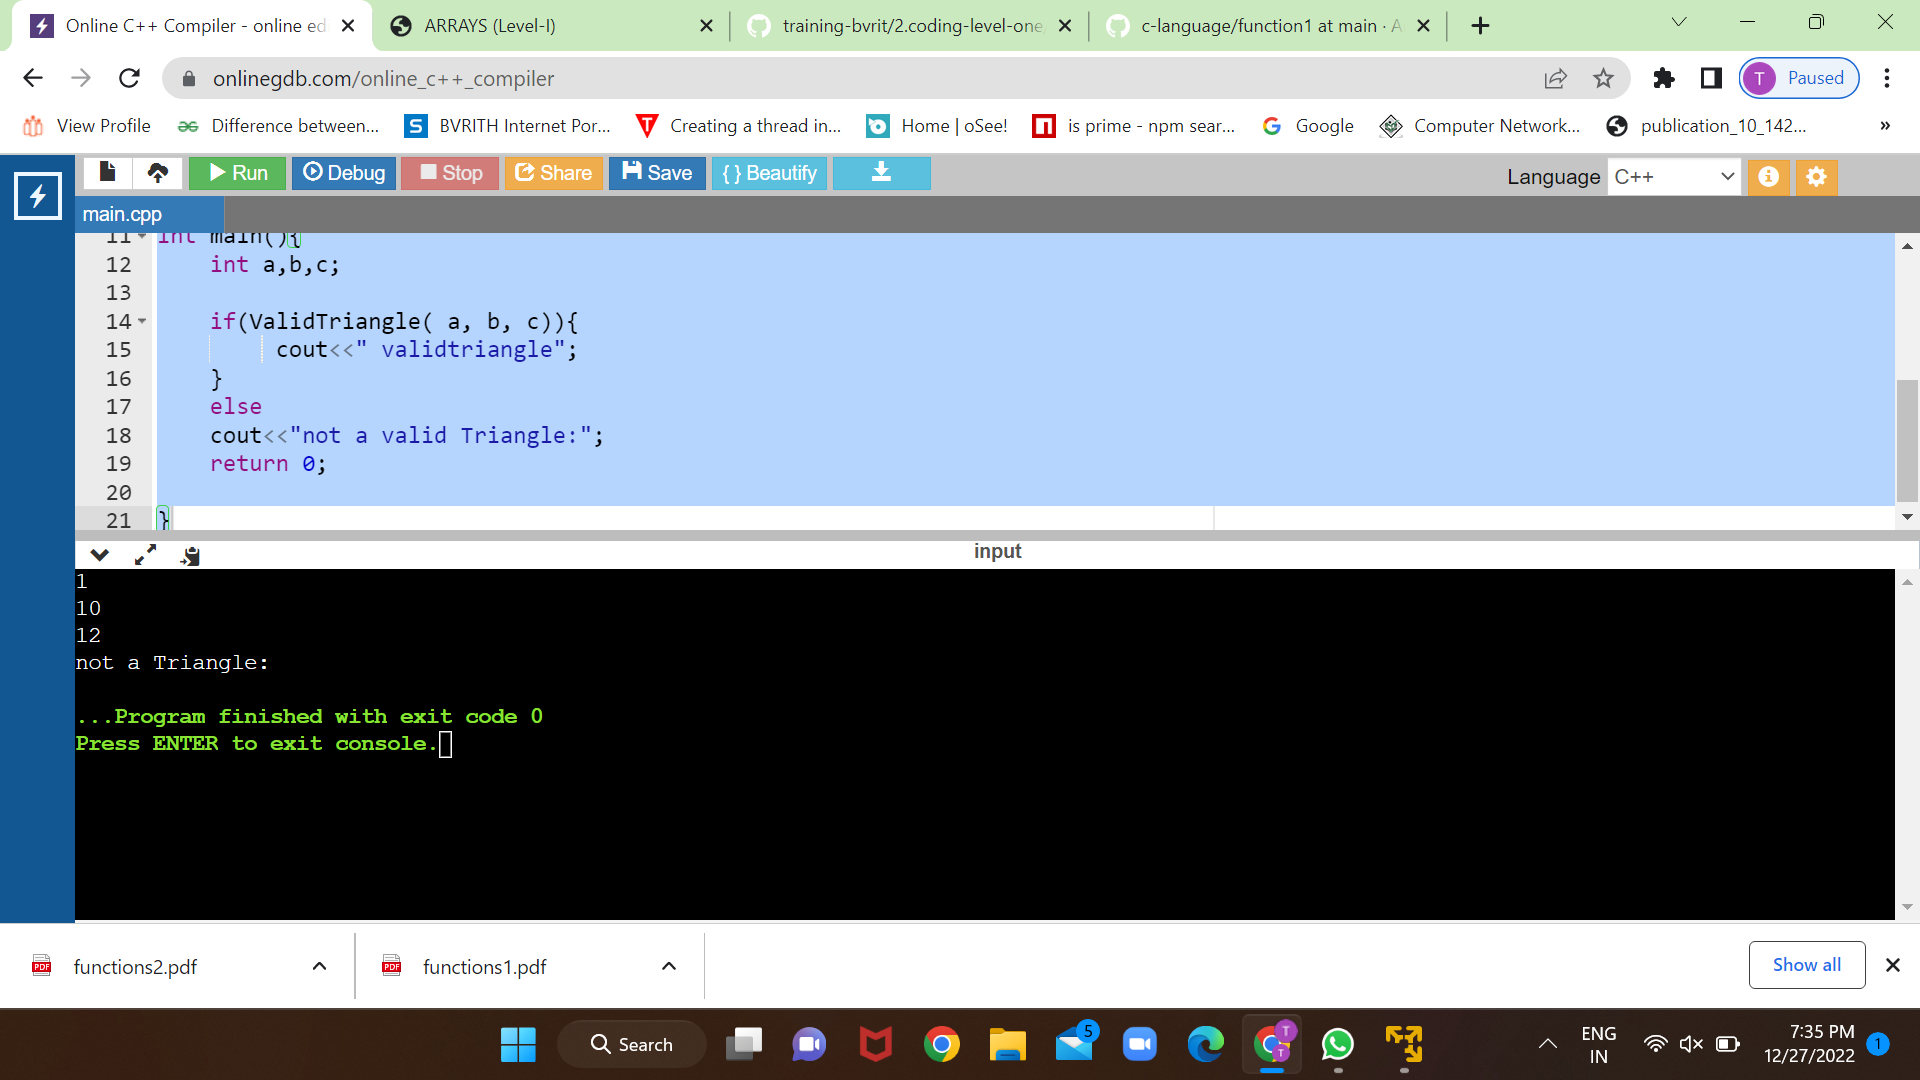 Online C++ Compiler - online ed
ARRAYS (Level-I)
training-bvrit/2.coding-level-one
c-language/function1 at main · A
onlinegdb.com/online_c++_compiler
T
Paused
View Profile
Difference between...
S
BVRITH Internet Por...
Creating a thread in...
Home | oSee!
is prime - npm sear...
Google
Computer Network...
publication_10_142...
»
Run
Debug
Stop
Share
Save
{ } Beautify
Language
C++
main.cpp
11 int main(){
12 int a,b,c;
13
14 if(ValidTriangle( a, b, c)){
15 cout<<" validtriangle";
16 }
17 else
18 cout<<"not a valid Triangle:";
19 return 0;
20
21 }
input
1
10
12
not a Triangle:
...Program finished with exit code 0
Press ENTER to exit console.
PDF
functions2.pdf
PDF
functions1.pdf
Show all
Search
5
T
T
ENG
IN
7:35 PM
12/27/2022
1